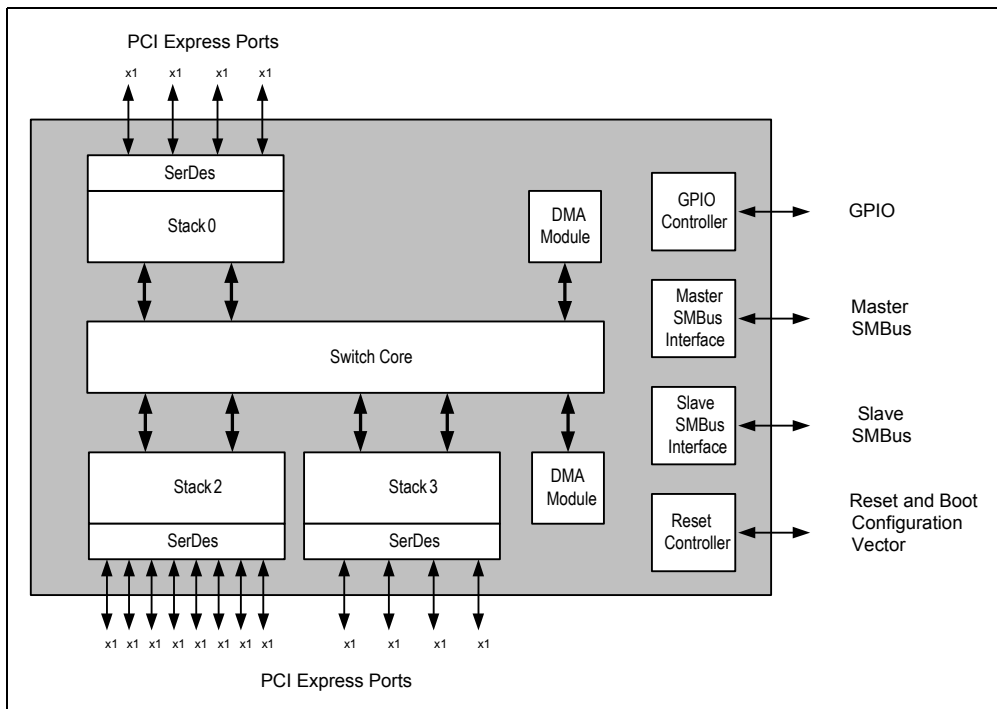 PCI Express Ports
x1 x1 x1 x1
SerDes
Stack 0
DMA
Module
GPIO
Controller
GPIO
Master
SMBus
Interface
Master
SMBus
Switch Core
Slave
SMBus
Interface
Slave
SMBus
Stack 2
SerDes
Stack 3
SerDes
DMA
Module
Reset
Controller
Reset and Boot
Configuration
Vector
x1 x1 x1 x1 x1 x1 x1 x1
x1 x1 x1 x1
PCI Express Ports